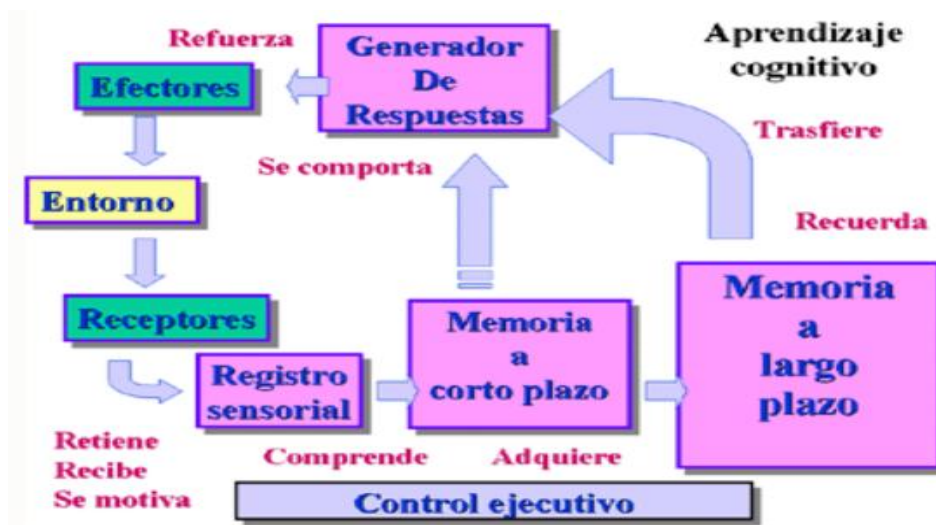 Aprendizaje
cognitivo
Refuerza
Generador
De
Respuestas
Efectores
Trasfiere
Se comporta
Entorno
Recuerda
Receptores
Memoria
a
corto plazo
Memoria
a
largo
plazo
Registro
sensorial
Retiene
Recibe
Se motiva
Comprende
Adquiere
Control ejecutivo